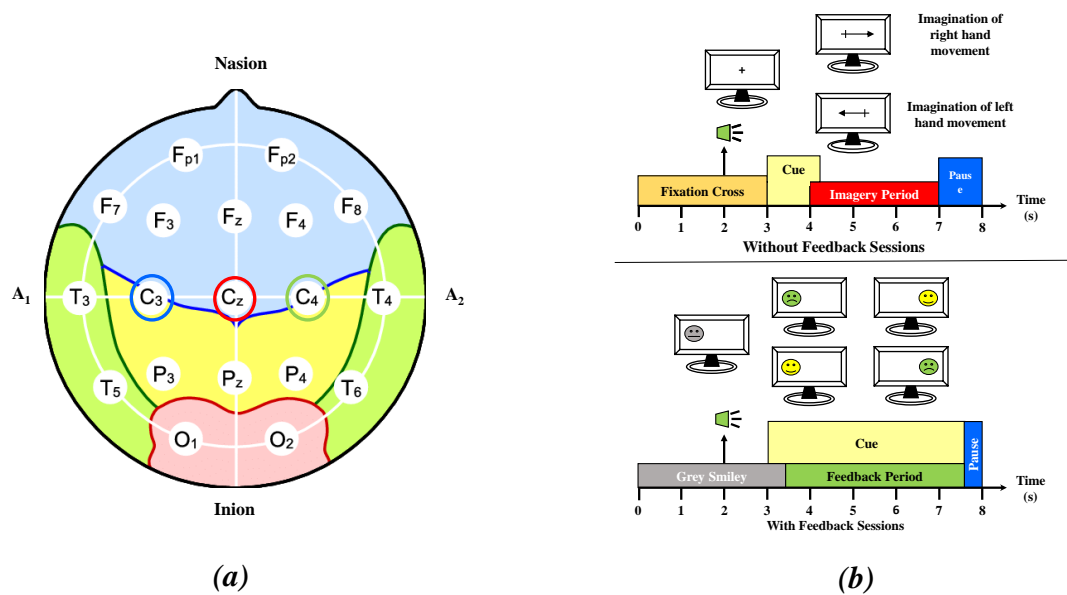 Nasion
Fp1 Fp2
F7 F3 Fz F4 F8
A1 T3 C3 Cz C4 T4 A2
T5 P3 Pz P4 T6
O1 O2
Inion
(a)
Imagination of
right hand
movement
Imagination of left
hand movement
Cue
Paus
e
Fixation Cross
Imagery Period
Time
(s)
0 1 2 3 4 5 6 7 8
Without Feedback Sessions
Cue
Pause
Grey Smiley
Feedback Period
Time
(s)
0 1 2 3 4 5 6 7 8
With Feedback Sessions
(b)